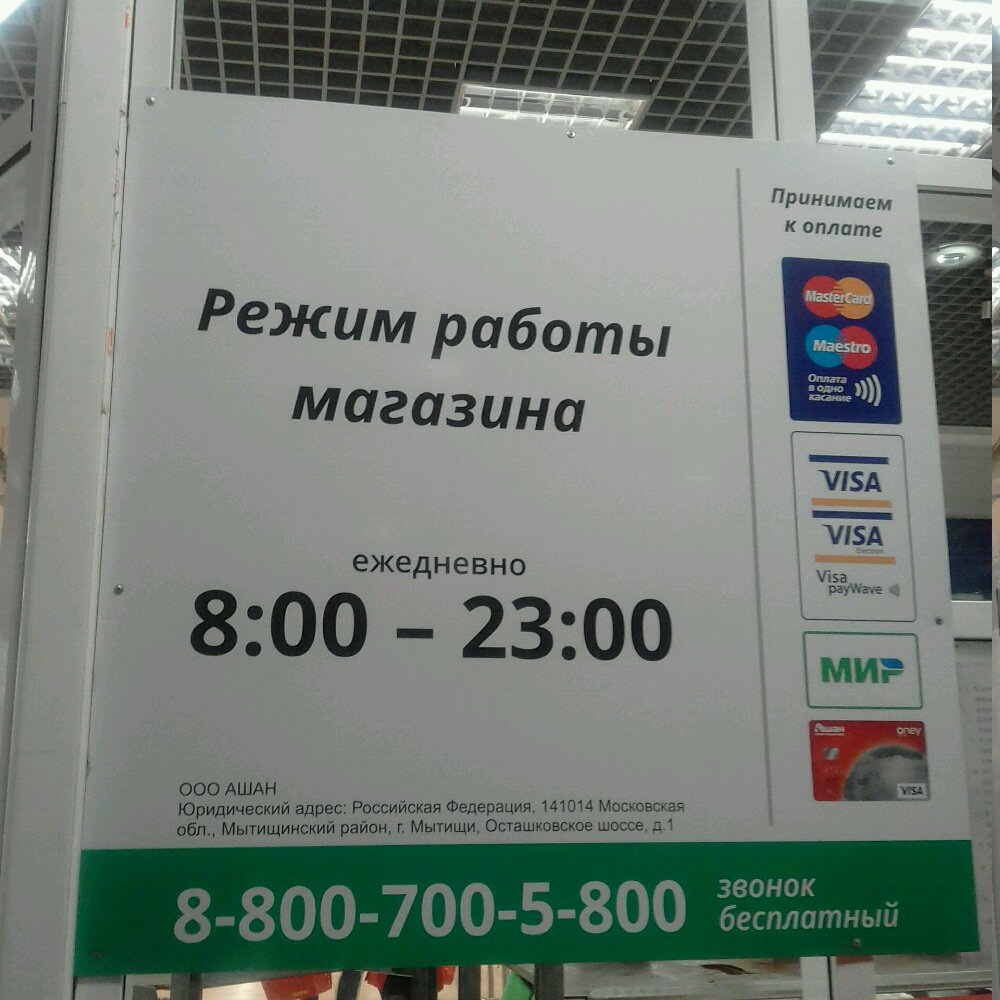 Режим работы
магазина
ежедневно
8:00 – 23:00
ООО АШАН
Юридический адрес: Российская Федерация, 141014 Московская
обл., Мытищинский район, г. Мытищи, Осташковское шоссе, д.1
8-800-700-5-800
звонок
бесплатный
Принимаем
к оплате
MasterCard
Maestro
Оплата
в одно
касание
VISA
VISA
Electron
Visa
payWave
МИР
Ашан oney
VISA